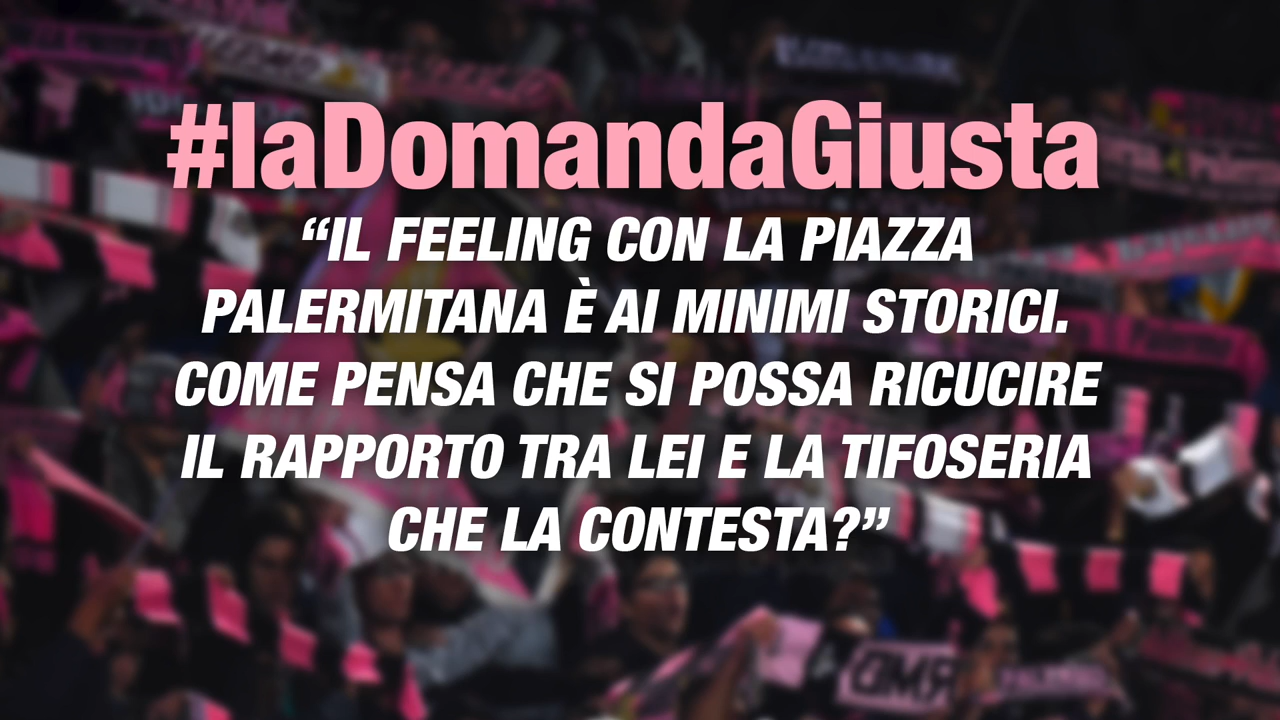 #laDomandaGiusta
“IL FEELING CON LA PIAZZA
PALERMITANA È AI MINIMI STORICI.
COME PENSA CHE SI POSSA RICUCIRE
IL RAPPORTO TRA LEI E LA TIFOSERIA
CHE LA CONTESTA?”